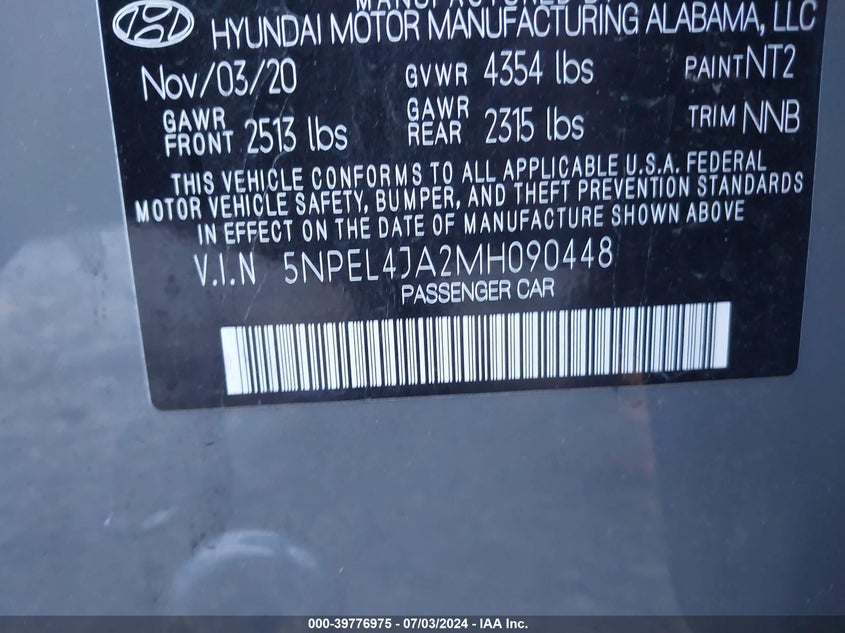 MANUFACTURED BY
HYUNDAI MOTOR MANUFACTURING ALABAMA, LLC
Nov/03/20 GVWR 4354 lbs PAINT NT2
GAWR FRONT 2513 lbs GAWR REAR 2315 lbs TRIM NNB
THIS VEHICLE CONFORMS TO ALL APPLICABLE U.S.A. FEDERAL
MOTOR VEHICLE SAFETY, BUMPER, AND THEFT PREVENTION STANDARDS
IN EFFECT ON THE DATE OF MANUFACTURE SHOWN ABOVE
V.I.N 5NPEL4JA2MH090448
PASSENGER CAR
000-39776975 - 07/03/2024 - IAA Inc.